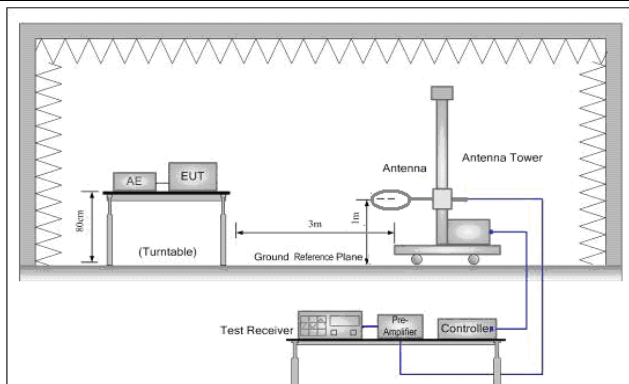 Antenna
Antenna Tower
AE
EUT
80cm
1m
3m
(Turntable)
Ground Reference Plane
Test Receiver
Pre-
Amplifier
Controller